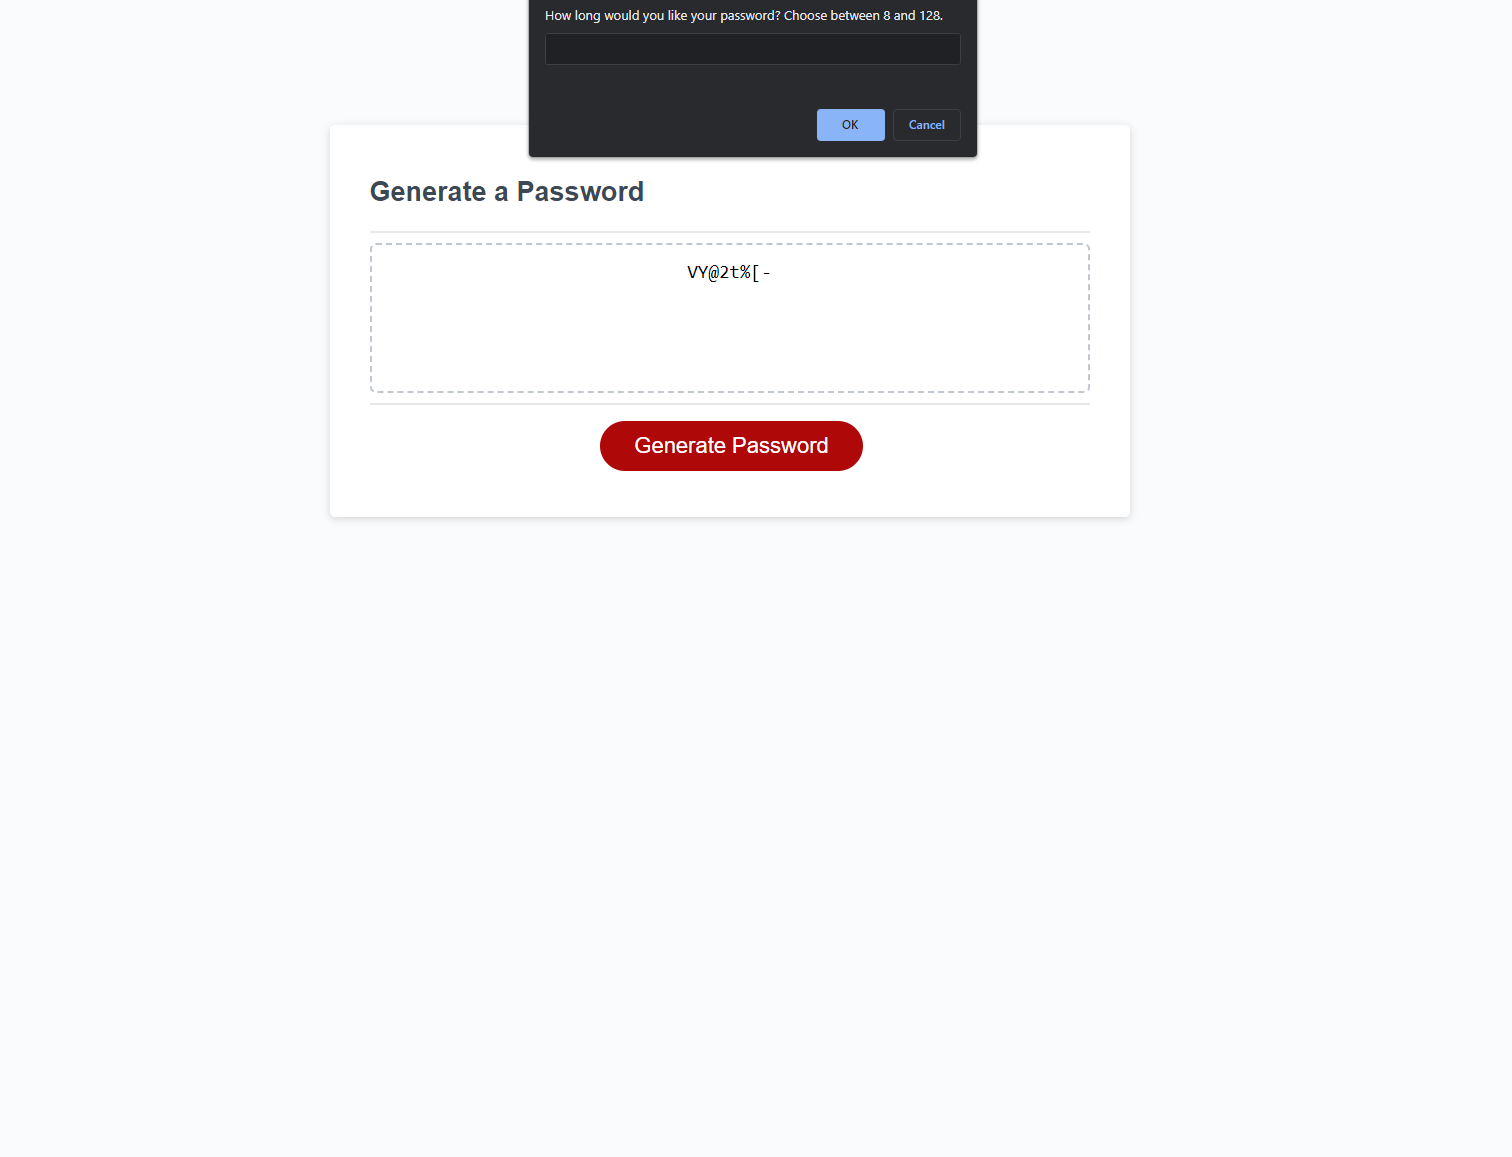 How long would you like your password? Choose between 8 and 128.
OK
Cancel
Generate a Password
VY@2t%[-
Generate Password